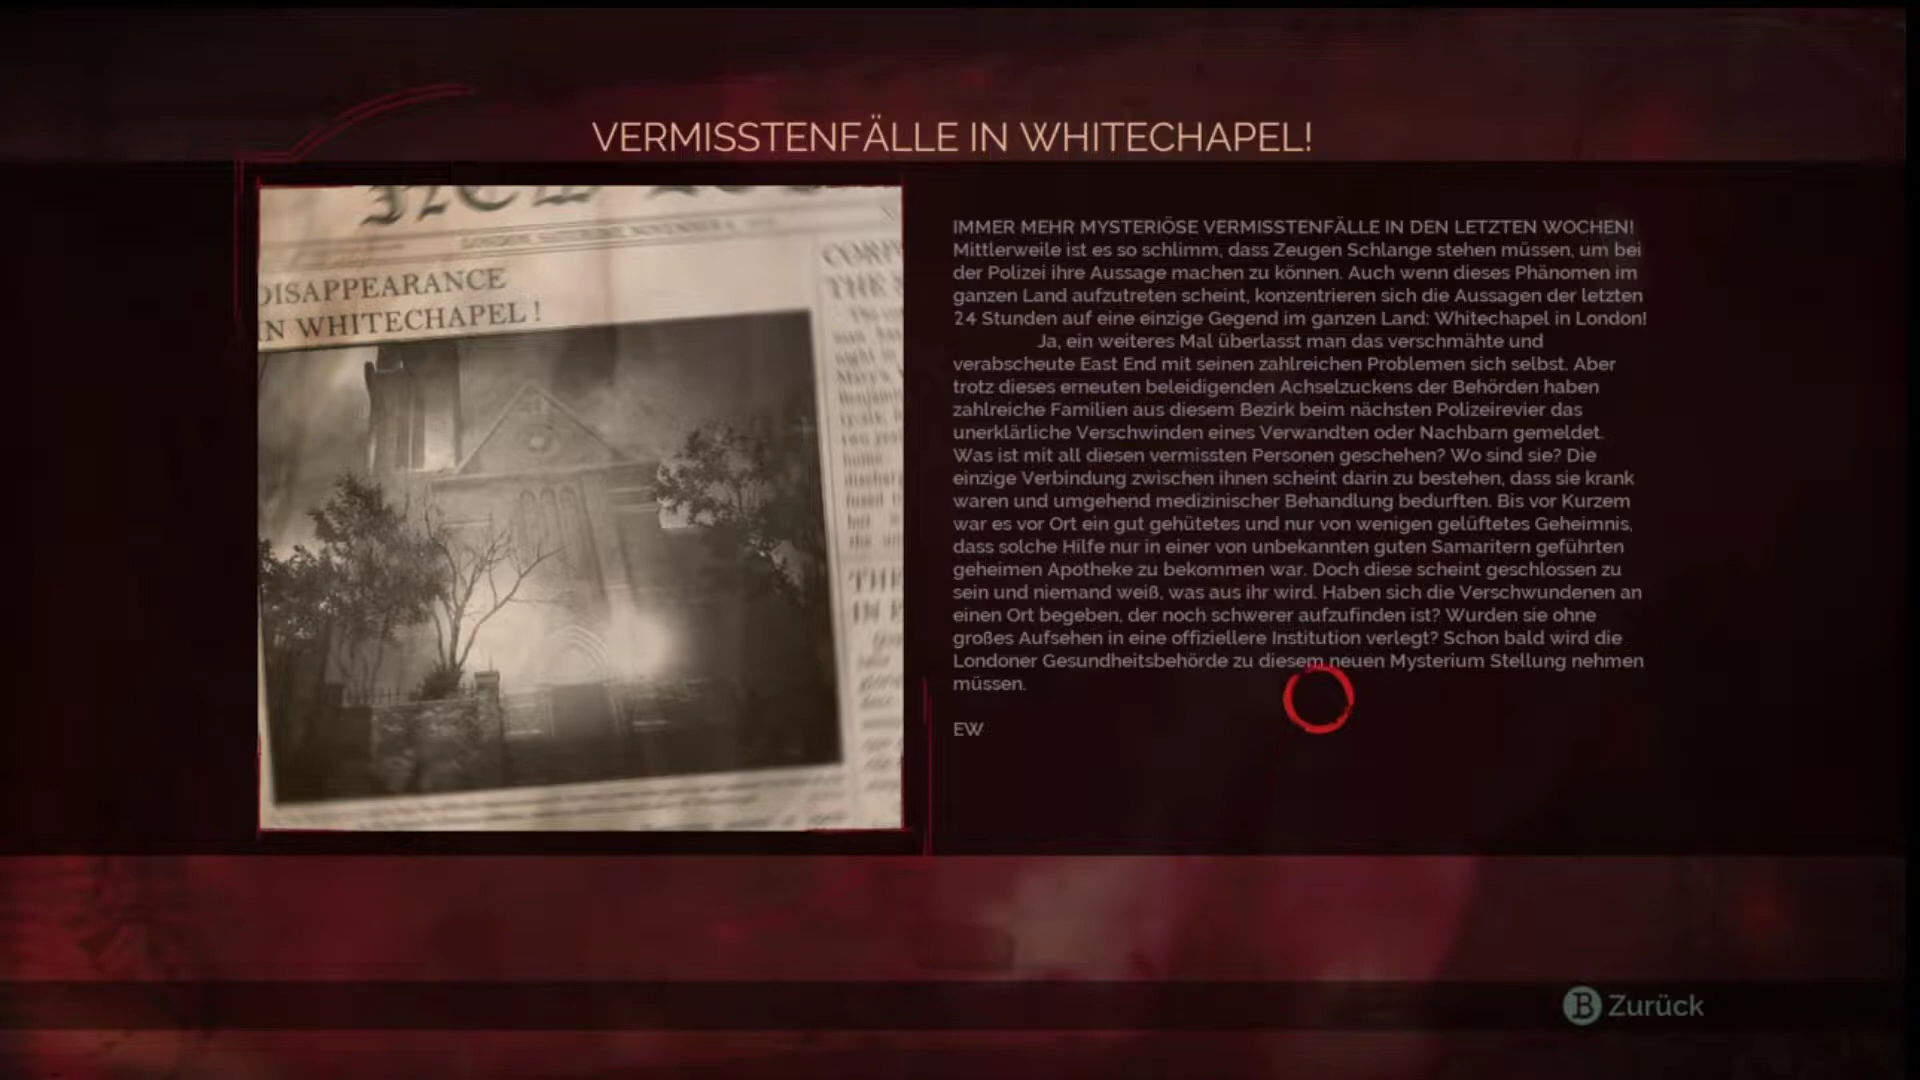 VERMISSTENFÄLLE IN WHITECHAPEL!
DISAPPEARANCE
IN WHITECHAPEL !
IMMER MEHR MYSTERIÖSE VERMISSTENFÄLLE IN DEN LETZTEN WOCHEN!
Mittlerweile ist es so schlimm, dass Zeugen Schlange stehen müssen, um bei
der Polizei ihre Aussage machen zu können. Auch wenn dieses Phänomen im
ganzen Land aufzutreten scheint, konzentrieren sich die Aussagen der letzten
24 Stunden auf eine einzige Gegend im ganzen Land: Whitechapel in London!
Ja, ein weiteres Mal überlasst man das verschmähte und
verabscheute East End mit seinen zahlreichen Problemen sich selbst. Aber
trotz dieses erneuten beleidigenden Achselzuckens der Behörden haben
zahlreiche Familien aus diesem Bezirk beim nächsten Polizeirevier das
unerklärliche Verschwinden eines Verwandten oder Nachbarn gemeldet.
Was ist mit all diesen vermissten Personen geschehen? Wo sind sie? Die
einzige Verbindung zwischen ihnen scheint darin zu bestehen, dass sie krank
waren und umgehend medizinischer Behandlung bedurften. Bis vor Kurzem
war es vor Ort ein gut gehütetes und nur von wenigen gelüftetes Geheimnis,
dass solche Hilfe nur in einer von unbekannten guten Samaritern geführten
geheimen Apotheke zu bekommen war. Doch diese scheint geschlossen zu
sein und niemand weiß, was aus ihr wird. Haben sich die Verschwundenen an
einen Ort begeben, der noch schwerer aufzufinden ist? Wurden sie ohne
großes Aufsehen in eine offiziellere Institution verlegt? Schon bald wird die
Londoner Gesundheitsbehörde zu diesem neuen Mysterium Stellung nehmen
müssen.
EW
B Zurück